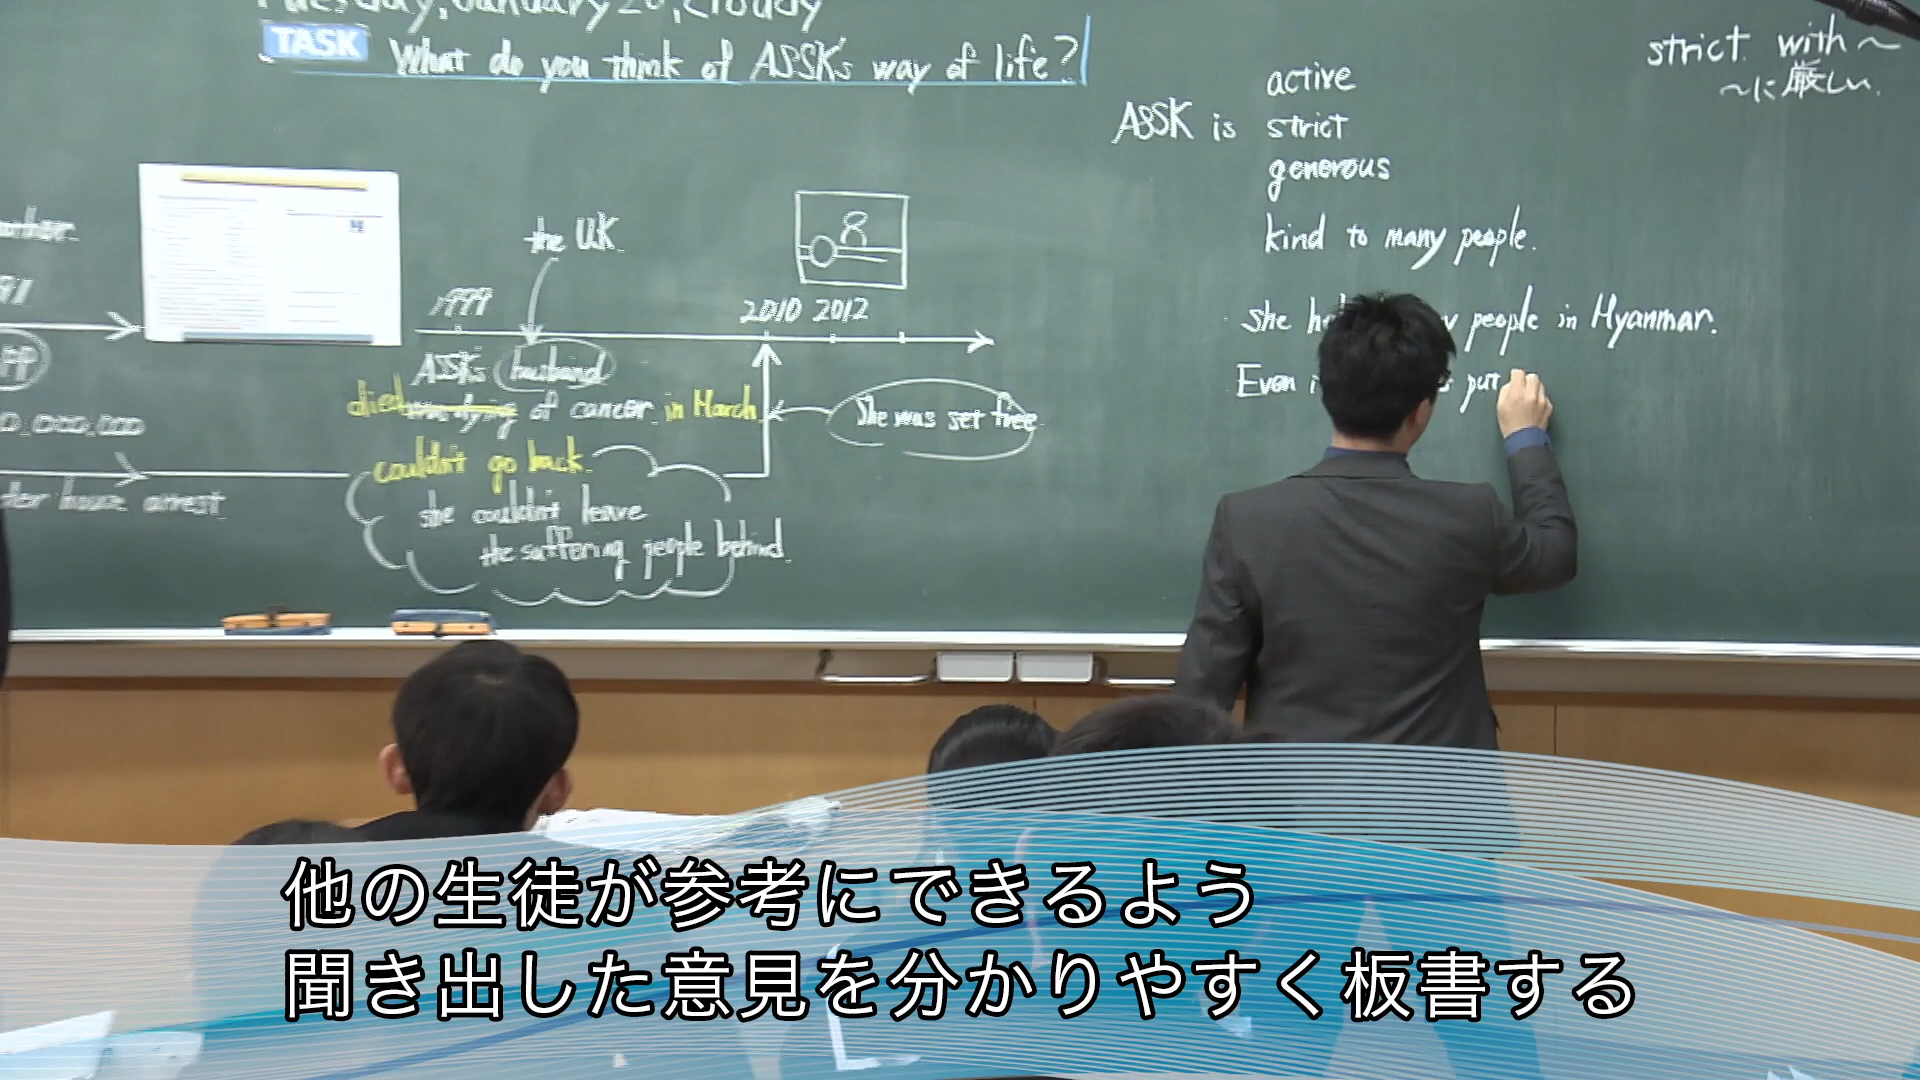 Tuesday, January 20, cloudy
TASK What do you think of ASSK's way of life?
strict with ~
~に厳しい.
active
ASSK is strict
generous
kind to many people.
she people in Myanmar.
Even put
the UK.
8
1999
2010 2012
ASSK's husband
died of cancer in March
She was set free
couldn't go back.
she couldn't leave
the suffering people behind.
house arrest
他の生徒が参考にできるよう
聞き出した意見を分かりやすく板書する